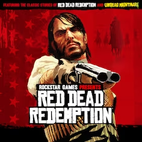 FEATURING THE CLASSIC STORIES OF RED DEAD REDEMPTION AND UNDEAD NIGHTMARE
ROCKSTAR GAMES
PRESENTS
RED DEAD
REDEMPTION